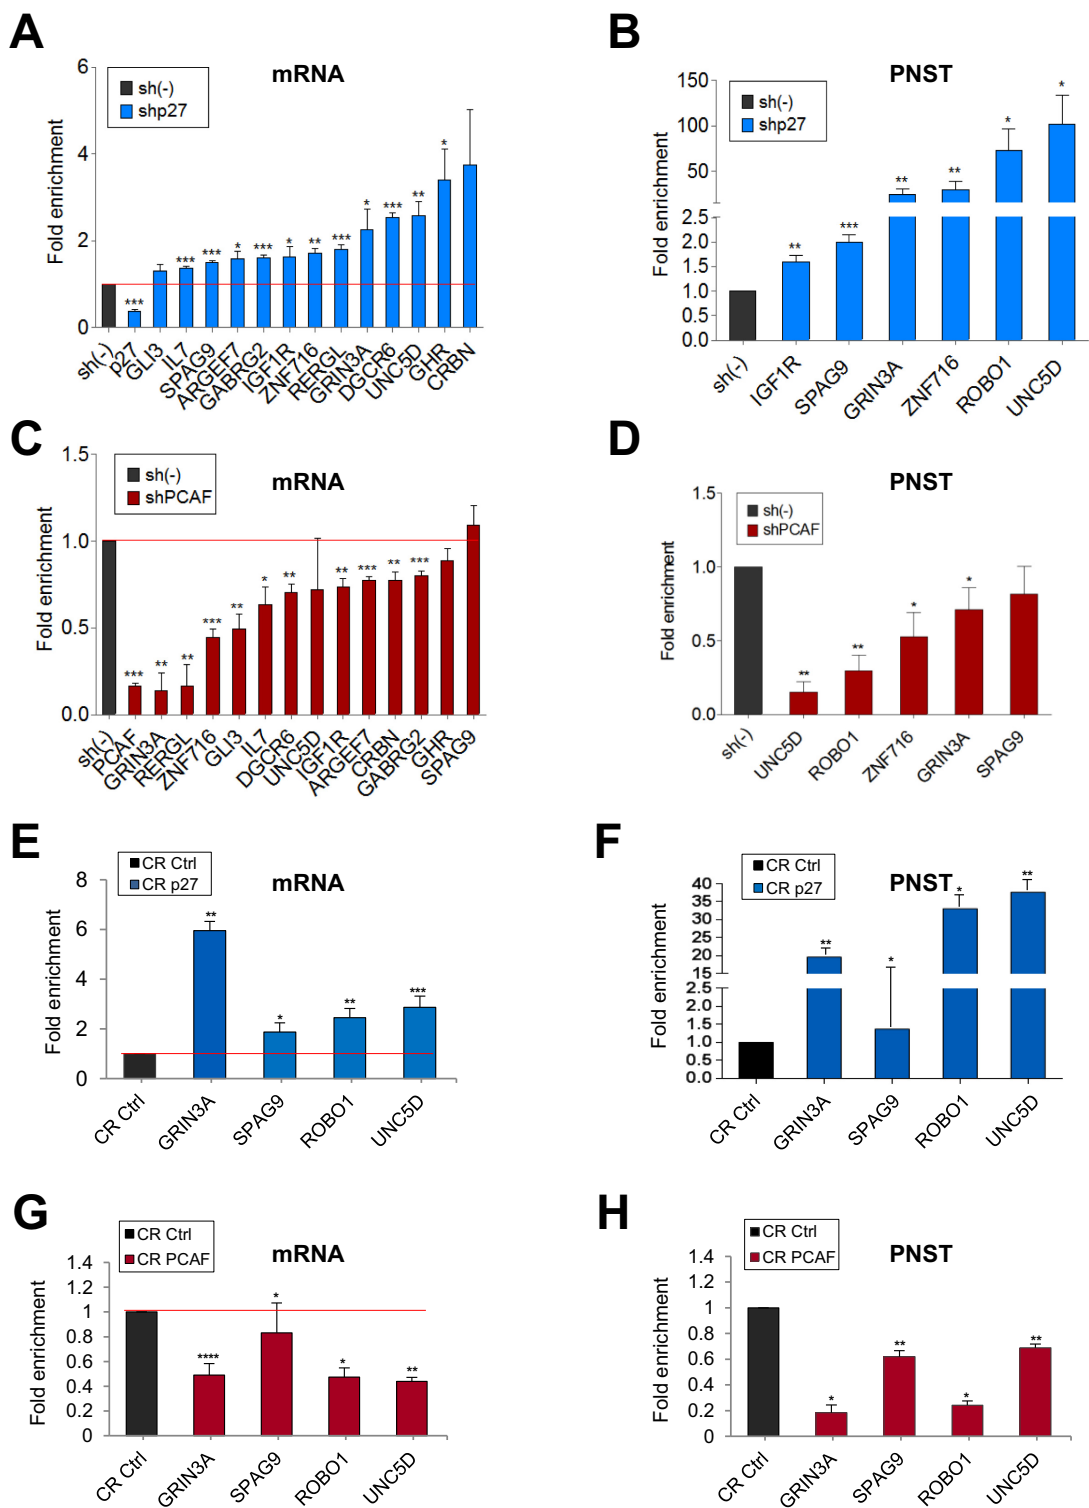 A
mRNA
sh(-)
shp27
Fold enrichment
6
4
2
0
***
***
***
*
***
*
**
***
*
***
**
*
sh(-)
p27
GLI3
IL7
SPAG9
ARGEF7
GABRG2
IGF1R
ZNF716
RERGL
GRIN3A
DGCR6
UNC5D
GHR
CRBN
B
PNST
sh(-)
shp27
Fold enrichment
150
100
50
2.5
2.0
1.5
1.0
0.5
0.0
**
***
**
**
*
*
sh(-)
IGF1R
SPAG9
GRIN3A
ZNF716
ROBO1
UNC5D
C
mRNA
sh(-)
shPCAF
Fold enrichment
1.5
1.0
0.5
0.0
***
**
**
***
**
*
**
**
***
**
***
sh(-)
PCAF
GRIN3A
RERGL
ZNF716
GLI3
IL7
DGCR6
UNC5D
IGF1R
ARGEF7
CRBN
GABRG2
GHR
SPAG9
D
PNST
sh(-)
shPCAF
Fold enrichment
1.5
1.0
0.5
0.0
**
**
*
*
sh(-)
UNC5D
ROBO1
ZNF716
GRIN3A
SPAG9
E
mRNA
CR Ctrl
CR p27
Fold enrichment
8
6
4
2
0
**
*
**
***
CR Ctrl
GRIN3A
SPAG9
ROBO1
UNC5D
F
PNST
CR Ctrl
CR p27
Fold enrichment
40
35
30
25
20
15
2.5
2.0
1.5
1.0
0.5
0.0
**
*
*
**
CR Ctrl
GRIN3A
SPAG9
ROBO1
UNC5D
G
mRNA
CR Ctrl
CR PCAF
Fold enrichment
1.4
1.2
1
0.8
0.6
0.4
0.2
0
****
*
*
**
CR Ctrl
GRIN3A
SPAG9
ROBO1
UNC5D
H
PNST
CR Ctrl
CR PCAF
Fold enrichment
1.4
1.2
1
0.8
0.6
0.4
0.2
0
*
**
*
**
CR Ctrl
GRIN3A
SPAG9
ROBO1
UNC5D